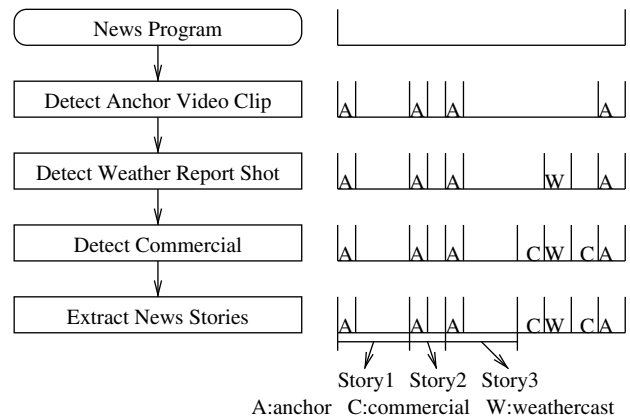 News Program
Detect Anchor Video Clip
A A A A
Detect Weather Report Shot
A A A W A
Detect Commercial
A A A C W C A
Extract News Stories
A A A C W C A
Story1 Story2 Story3
A:anchor C:commercial W:weathercast